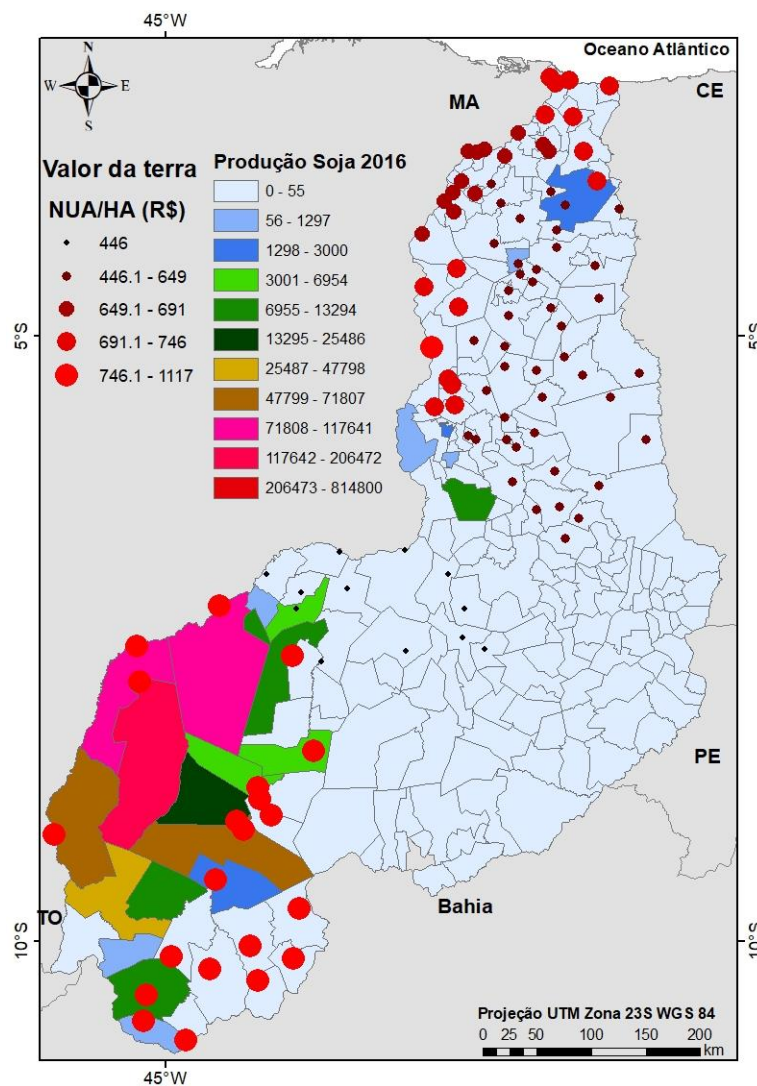 45°W
Oceano Atlântico
N
W E
S
MA
CE
Valor da terra
NUA/HA (R$)
446
446.1 - 649
649.1 - 691
691.1 - 746
746.1 - 1117
Produção Soja 2016
0 - 55
56 - 1297
1298 - 3000
3001 - 6954
6955 - 13294
13295 - 25486
25487 - 47798
47799 - 71807
71808 - 117641
117642 - 206472
206473 - 814800
5°S
5°S
PE
TO
Bahia
10°S
10°S
Projeção UTM Zona 23S WGS 84
0 25 50 100 150 200
km
45°W